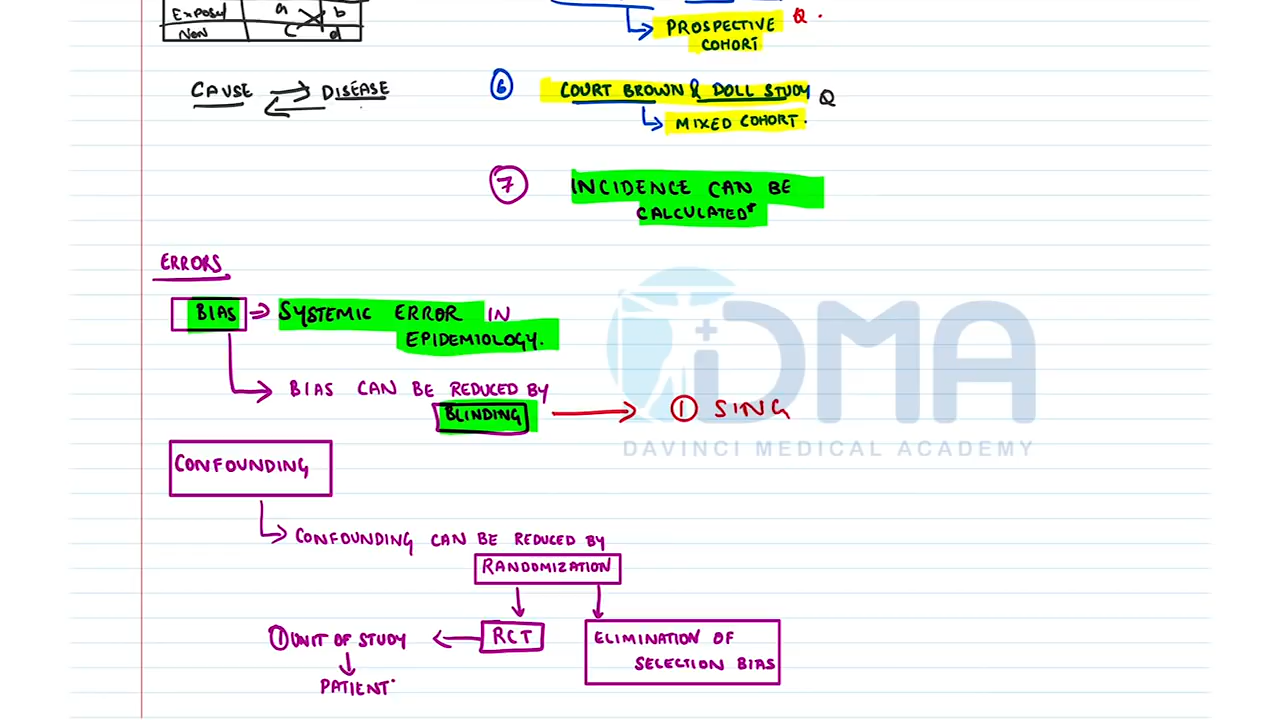 EXPOSED a b
NON C d
PROSPECTIVE Q.
COHORT
CAUSE DISEASE
6 COURT BROWN & DOLL STUDY Q
MIXED COHORT.
7 INCIDENCE CAN BE
CALCULATED*
ERRORS
BIAS => SYSTEMIC ERROR IN
EPIDEMIOLOGY.
BIAS CAN BE REDUCED BY
BLINDING
1 SING
DMA
DAVINCI MEDICAL ACADEMY
CONFOUNDING
CONFOUNDING CAN BE REDUCED BY
RANDOMIZATION
1 UNIT OF STUDY RCT ELIMINATION OF
SELECTION BIAS
PATIENT